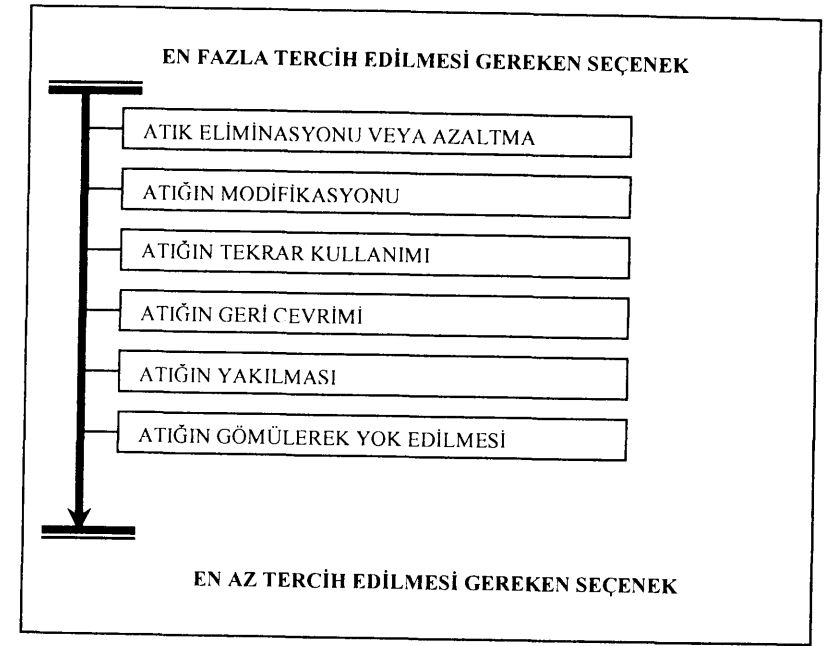 EN FAZLA TERCİH EDİLMESİ GEREKEN SEÇENEK
ATIK ELİMİNASYONU VEYA AZALTMA
ATIĞIN MODİFİKASYONU
ATIĞIN TEKRAR KULLANIMI
ATIĞIN GERİ CEVRİMİ
ATIĞIN YAKILMASI
ATIĞIN GÖMÜLEREK YOK EDİLMESİ
EN AZ TERCİH EDİLMESİ GEREKEN SEÇENEK